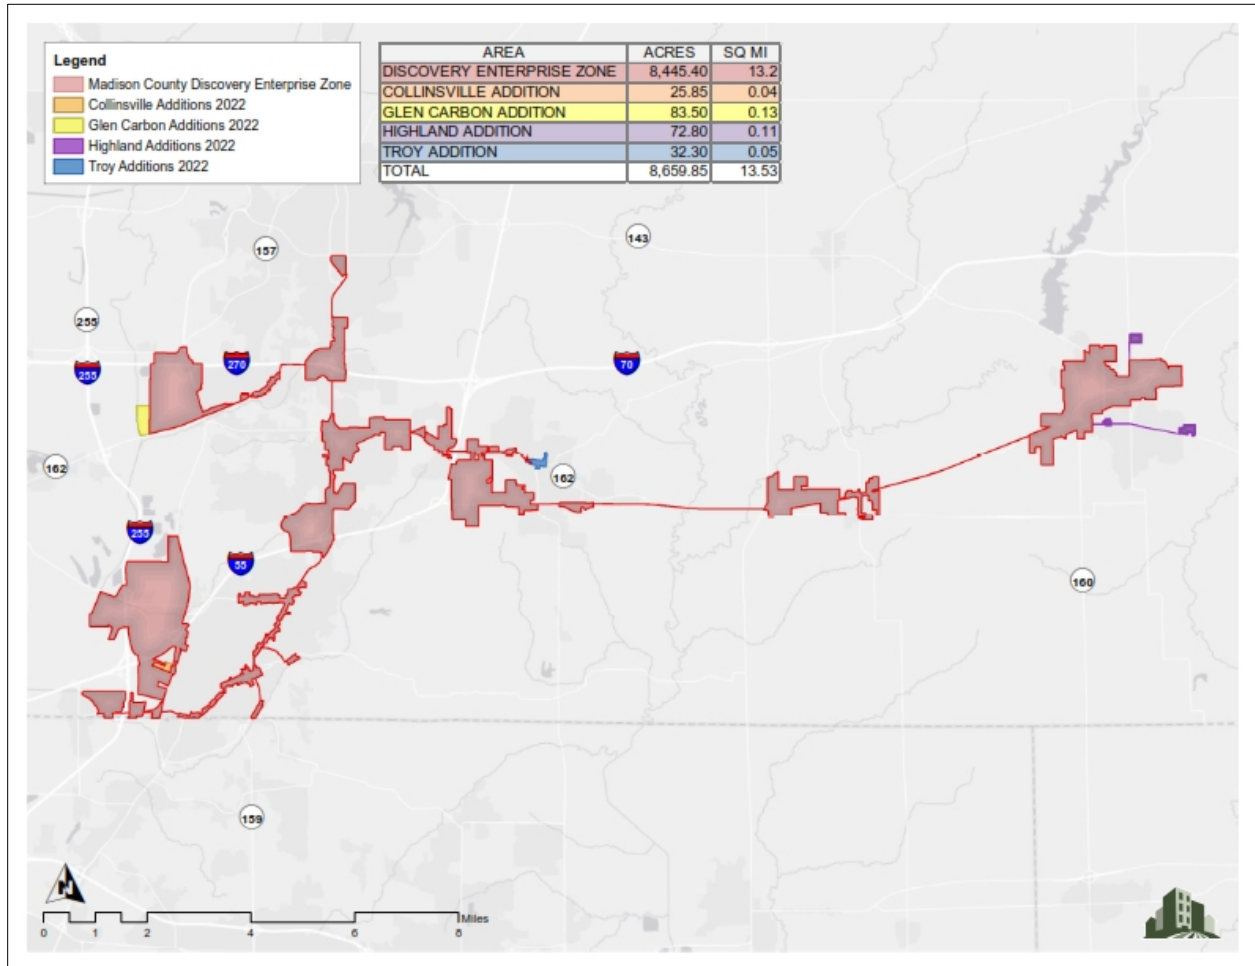 Legend
Madison County Discovery Enterprise Zone
Collinsville Additions 2022
Glen Carbon Additions 2022
Highland Additions 2022
Troy Additions 2022
AREA ACRES SQ MI
DISCOVERY ENTERPRISE ZONE 8,445.40 13.2
COLLINSVILLE ADDITION 25.85 0.04
GLEN CARBON ADDITION 83.50 0.13
HIGHLAND ADDITION 72.80 0.11
TROY ADDITION 32.30 0.05
TOTAL 8,659.85 13.53
143
157
255
270
70
255
162
162
255
55
160
159
N
Miles
0 1 2 4 6 8